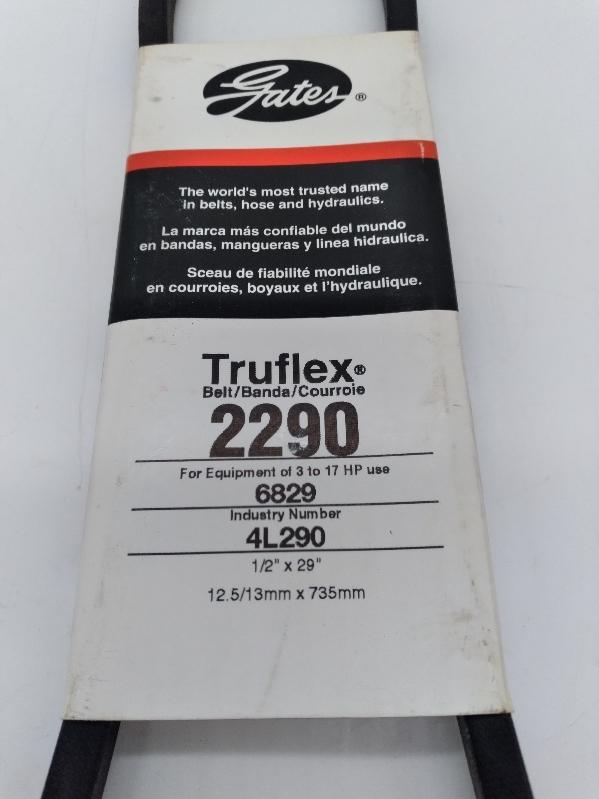 Gates®
The world's most trusted name
in belts, hose and hydraulics.
La marca más confiable del mundo
en bandas, mangueras y linea hidraulica.
Sceau de fiabilité mondiale
en courroies, boyaux et l'hydraulique.
Truflex®
Belt/Banda/Courroie
2290
For Equipment of 3 to 17 HP use
6829
Industry Number
4L290
1/2" x 29"
12.5/13mm x 735mm